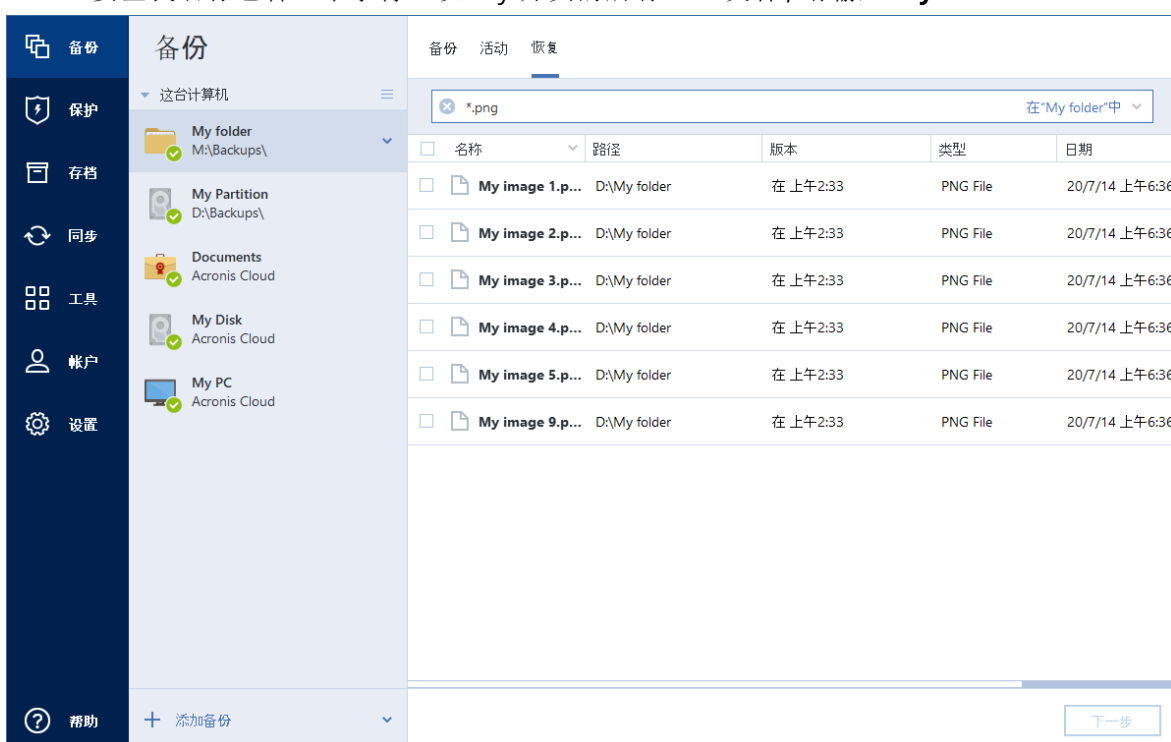 备份
保护
存档
同步
工具
帐户
设置
帮助
备份
这台计算机
My folder
M:\Backups\
My Partition
D:\Backups\
Documents
Acronis Cloud
My Disk
Acronis Cloud
My PC
Acronis Cloud
添加备份
备份 活动 恢复
*.png 在"My folder"中
名称 路径 版本 类型 日期
My image 1.p... D:\My folder 在 上午2:33 PNG File 20/7/14 上午6:36
My image 2.p... D:\My folder 在 上午2:33 PNG File 20/7/14 上午6:36
My image 3.p... D:\My folder 在 上午2:33 PNG File 20/7/14 上午6:36
My image 4.p... D:\My folder 在 上午2:33 PNG File 20/7/14 上午6:36
My image 5.p... D:\My folder 在 上午2:33 PNG File 20/7/14 上午6:36
My image 9.p... D:\My folder 在 上午2:33 PNG File 20/7/14 上午6:36
下一步